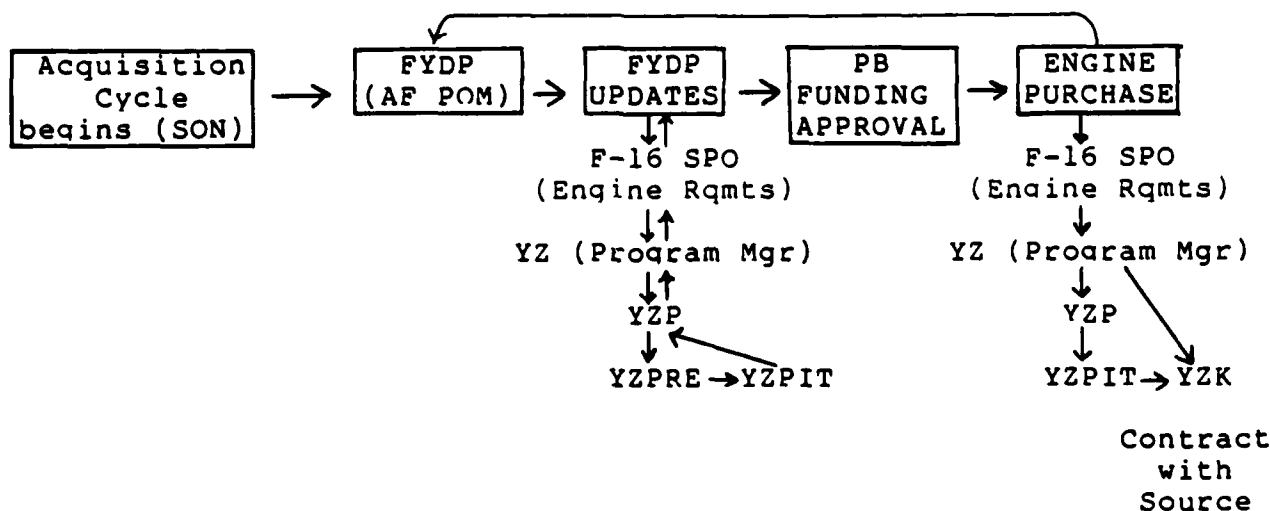 Acquisition
Cycle
begins (SON)
FYDP
(AF POM)
FYDP
UPDATES
PB
FUNDING
APPROVAL
ENGINE
PURCHASE
F-16 SPO
(Engine Rqmts)
YZ (Program Mgr)
YZP
YZPRE
YZPIT
F-16 SPO
(Engine Rqmts)
YZ (Program Mgr)
YZP
YZPIT
YZK
Contract
with
Source